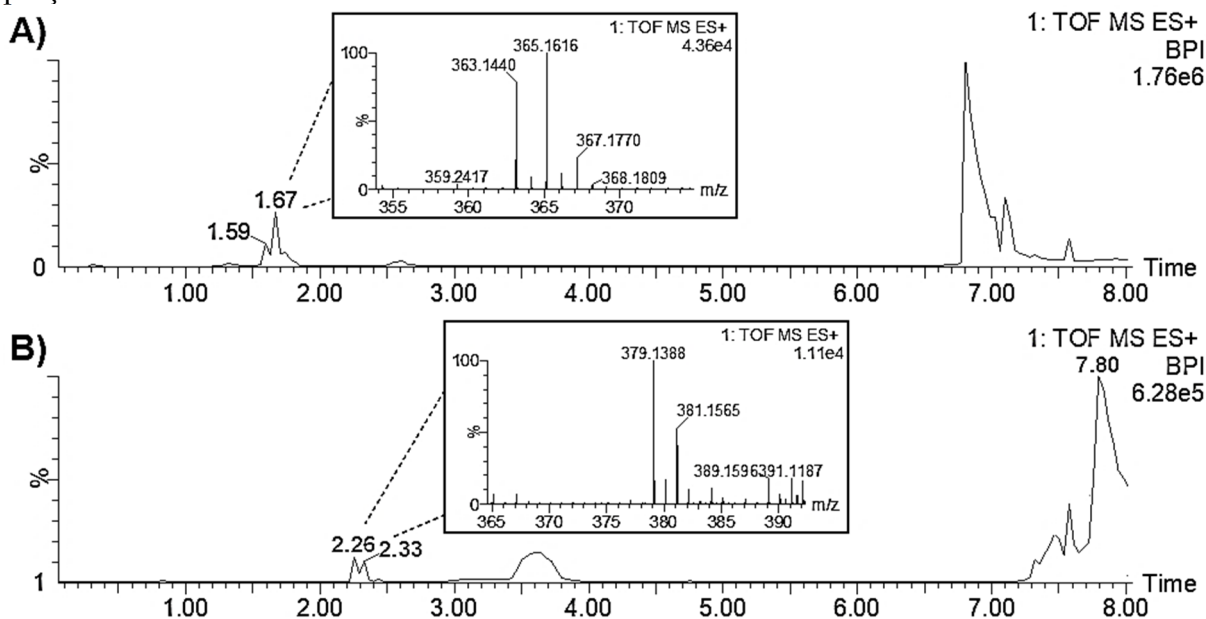 A)
1: TOF MS ES+
BPI
1.76e6
1: TOF MS ES+
4.36e4
100
%
0
365.1616
363.1440
367.1770
359.2417
368.1809
m/z
355 360 365 370
%
0
1.59
1.67
Time
1.00 2.00 3.00 4.00 5.00 6.00 7.00 8.00
B)
1: TOF MS ES+
BPI
6.28e5
7.80
1: TOF MS ES+
1.11e4
100
%
0
379.1388
381.1565
389.1596391.1187
m/z
365 370 375 380 385 390
%
1
2.26
2.33
Time
1.00 2.00 3.00 4.00 5.00 6.00 7.00 8.00